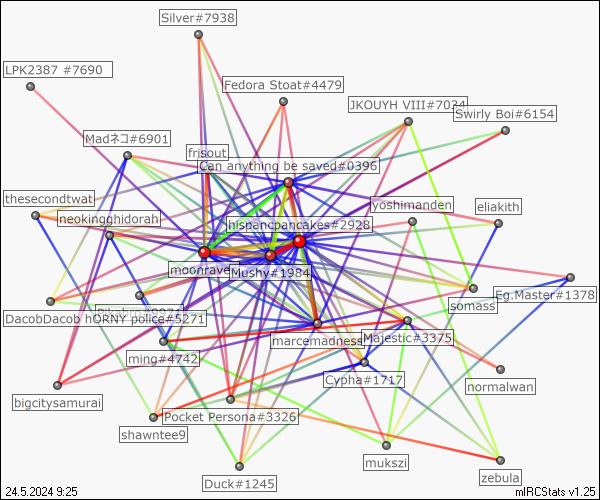 Silver#7938
LPK2387 #7690
Fedora Stoat#4479
JKOUYH VIII#7034
Swirly Boi#6154
Madネコ#6901
frisout
Can anything be saved#0396
thesecondtwat
neokingghidorah
hispancpancakes#2928
yoshimanden
eliakith
moonraven
Mushy#1984
Eg.Master#1378
somass
DacobDacob hORNY police#5271
marcemadness
Majestic#3375
ming#4742
Cypha#1717
normalwan
bigcitysamurai
Pocket Persona#3326
shawntee9
mukszi
zebula
Duck#1245
24.5.2024 9:25
mIRCStats v1.25